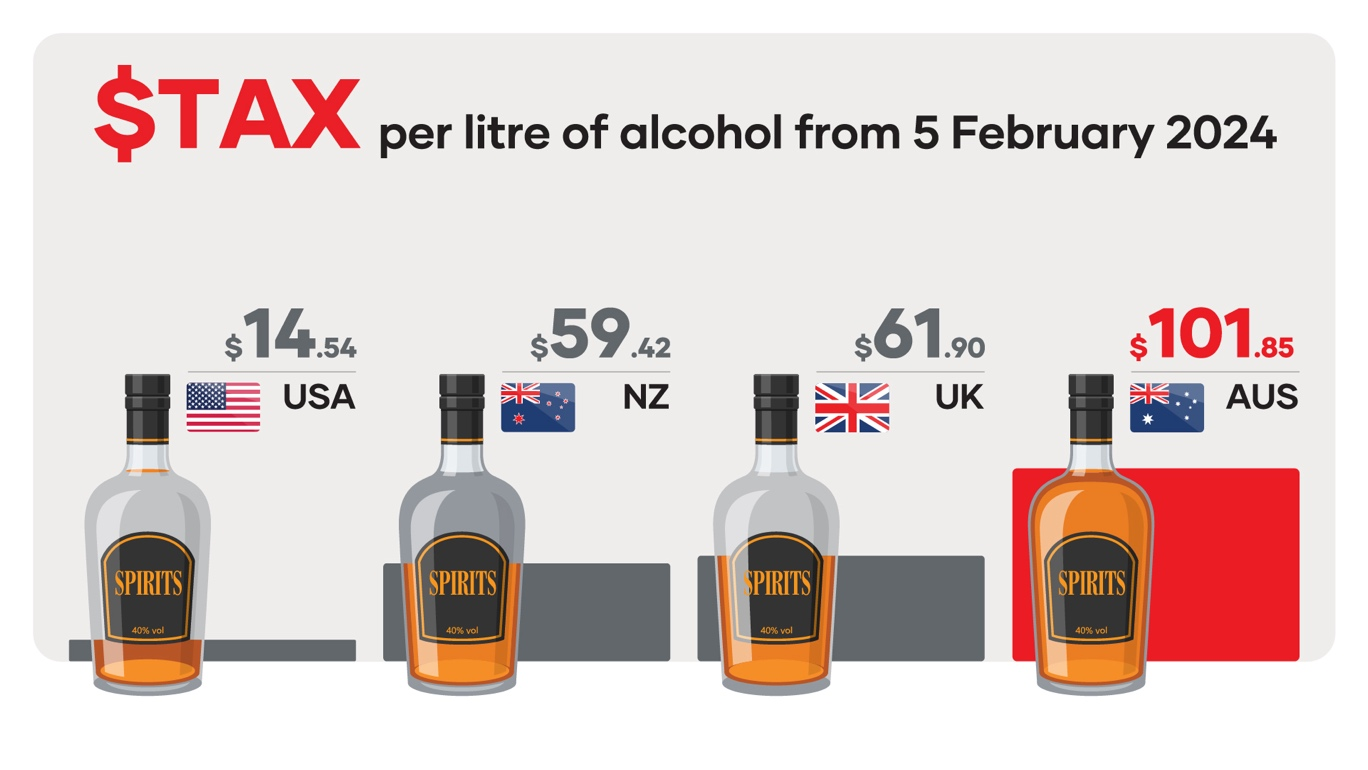 $TAX per litre of alcohol from 5 February 2024
$14.54
USA
$59.42
NZ
$61.90
UK
$101.85
AUS
SPIRITS
40% vol
SPIRITS
40% vol
SPIRITS
40% vol
SPIRITS
40% vol